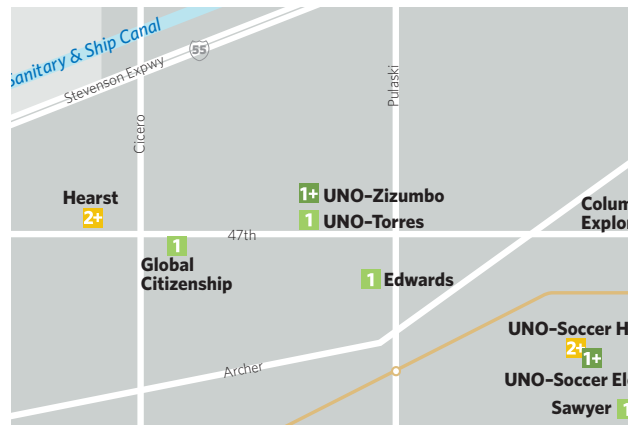 Sanitary & Ship Canal
55
Stevenson Expwy
Pulaski
Cicero
Hearst
2+
1+ UNO–Zizumbo
1 UNO–Torres
Colum
Explor
47th
1
Global
Citizenship
1 Edwards
UNO–Soccer H
2+
1+
UNO–Soccer El
Archer
Sawyer 1